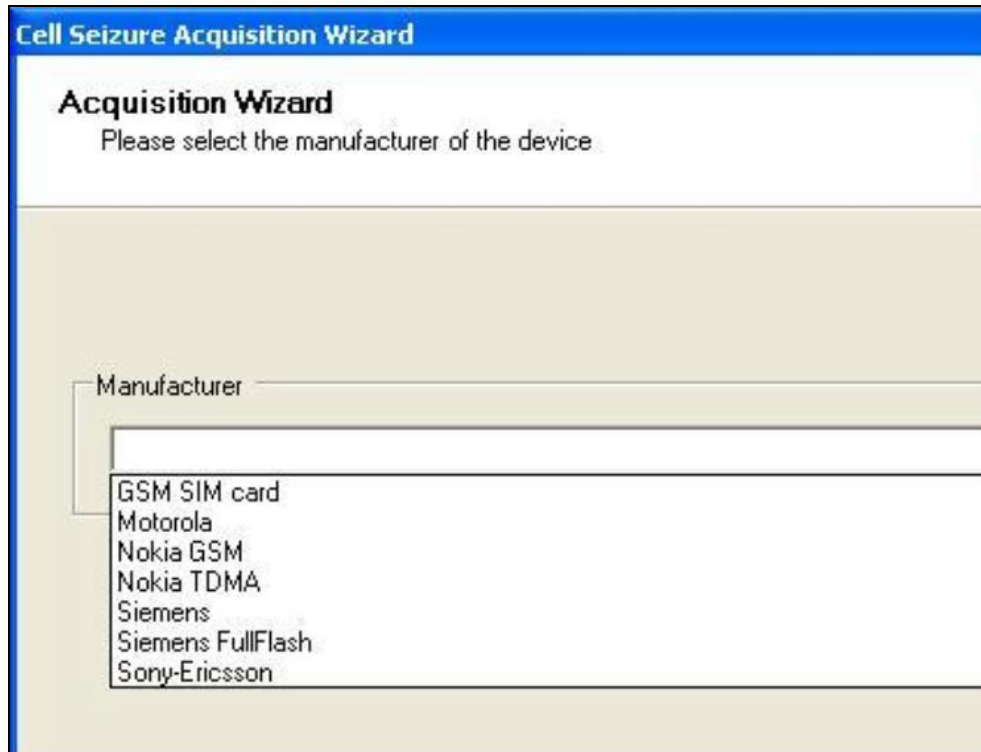 Cell Seizure Acquisition Wizard
Acquisition Wizard
Please select the manufacturer of the device
Manufacturer
GSM SIM card
Motorola
Nokia GSM
Nokia TDMA
Siemens
Siemens FullFlash
Sony-Ericsson